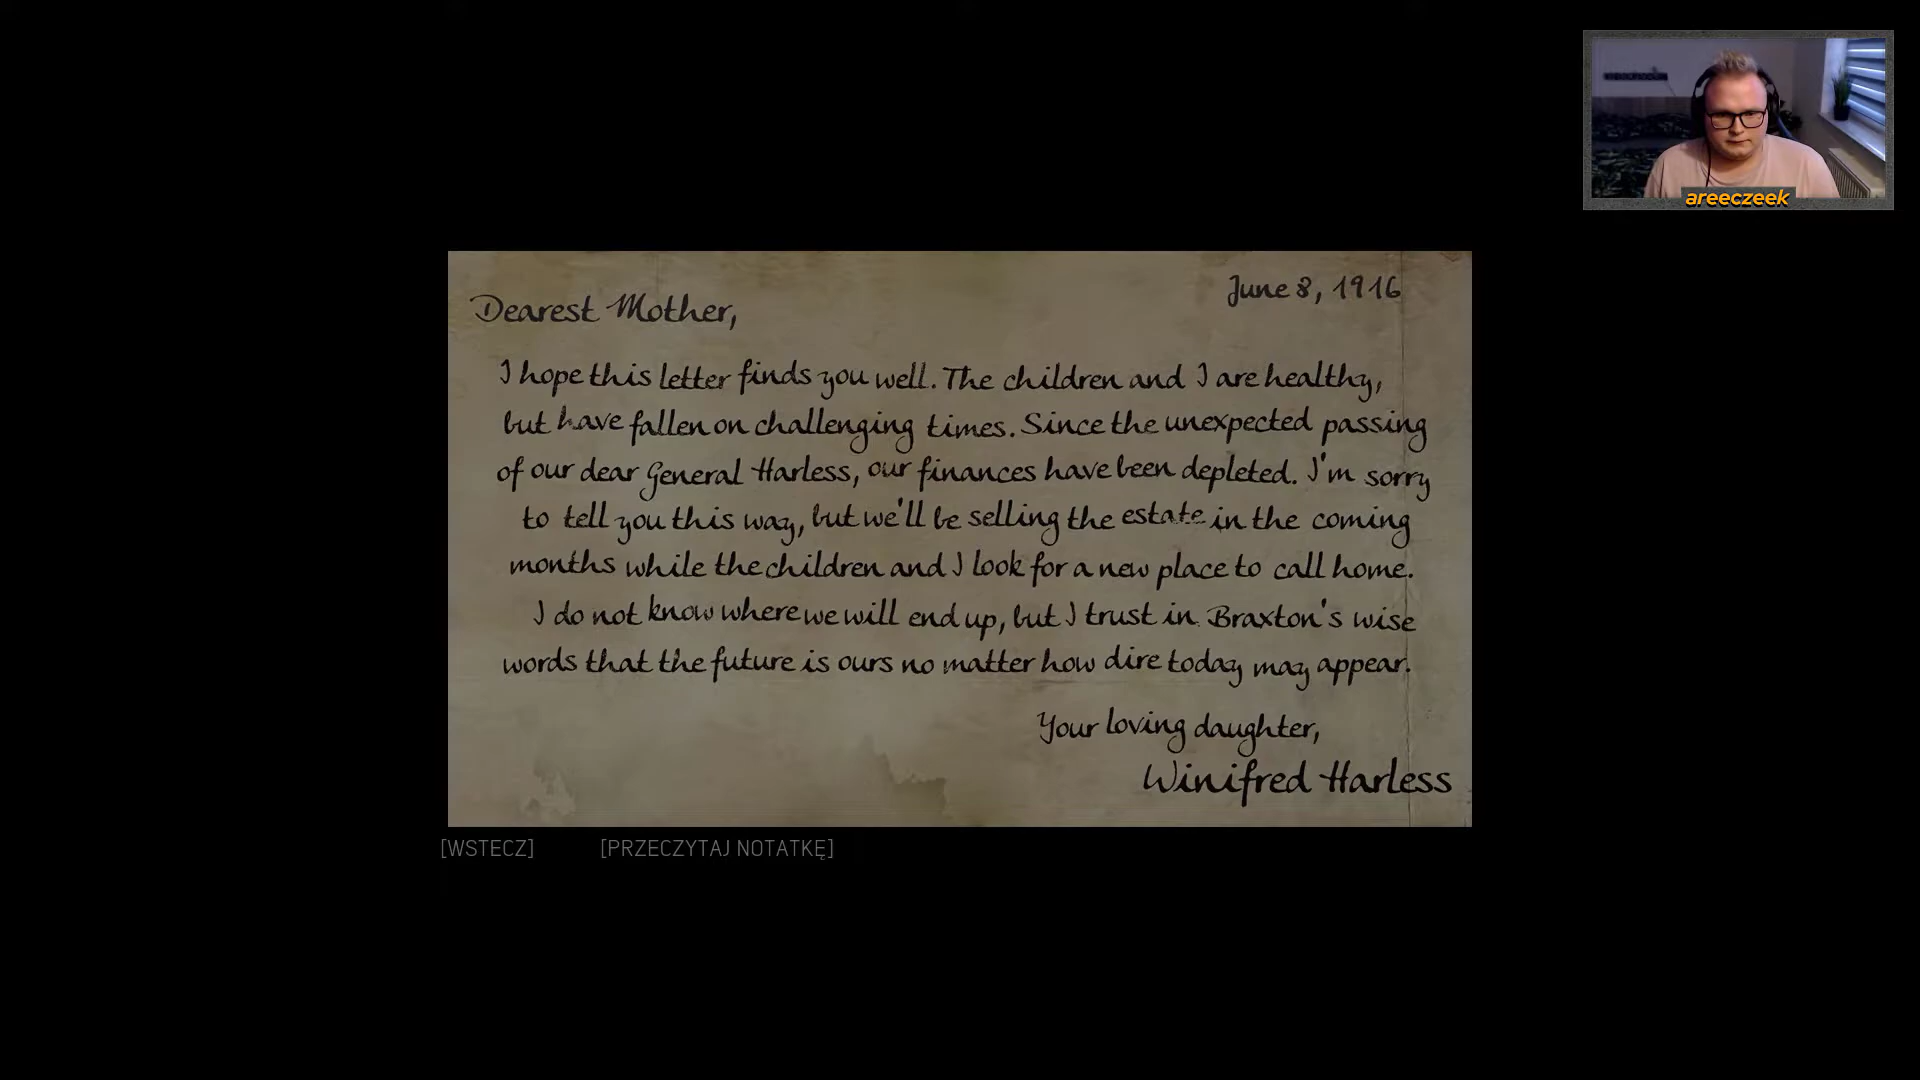 areeczeek
June 8, 1916
Dearest Mother,
I hope this letter finds you well. The children and I are healthy,
but have fallen on challenging times. Since the unexpected passing
of our dear General Harless, our finances have been depleted. I'm sorry
to tell you this way, but we'll be selling the estate in the coming
months while the children and I look for a new place to call home.
I do not know where we will end up, but I trust in Braxton's wise
words that the future is ours no matter how dire today may appear.
Your loving daughter,
Winifred Harless
[WSTECZ] [PRZECZYTAJ NOTATKĘ]